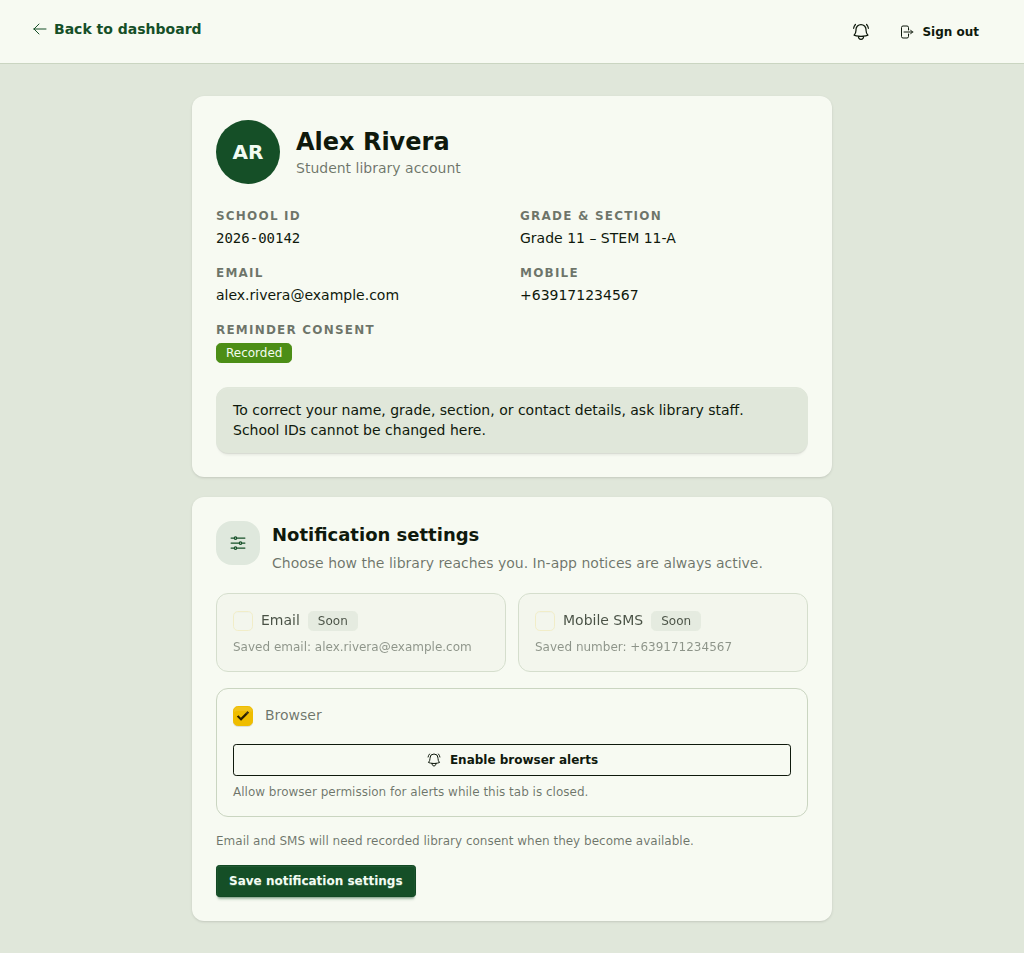 Back to dashboard
Sign out
AR
Alex Rivera
Student library account
SCHOOL ID
2026-00142
GRADE & SECTION
Grade 11 – STEM 11-A
EMAIL
alex.rivera@example.com
MOBILE
+639171234567
REMINDER CONSENT
Recorded
To correct your name, grade, section, or contact details, ask library staff.
School IDs cannot be changed here.
Notification settings
Choose how the library reaches you. In-app notices are always active.
Email Soon
Saved email: alex.rivera@example.com
Mobile SMS Soon
Saved number: +639171234567
Browser
Enable browser alerts
Allow browser permission for alerts while this tab is closed.
Email and SMS will need recorded library consent when they become available.
Save notification settings